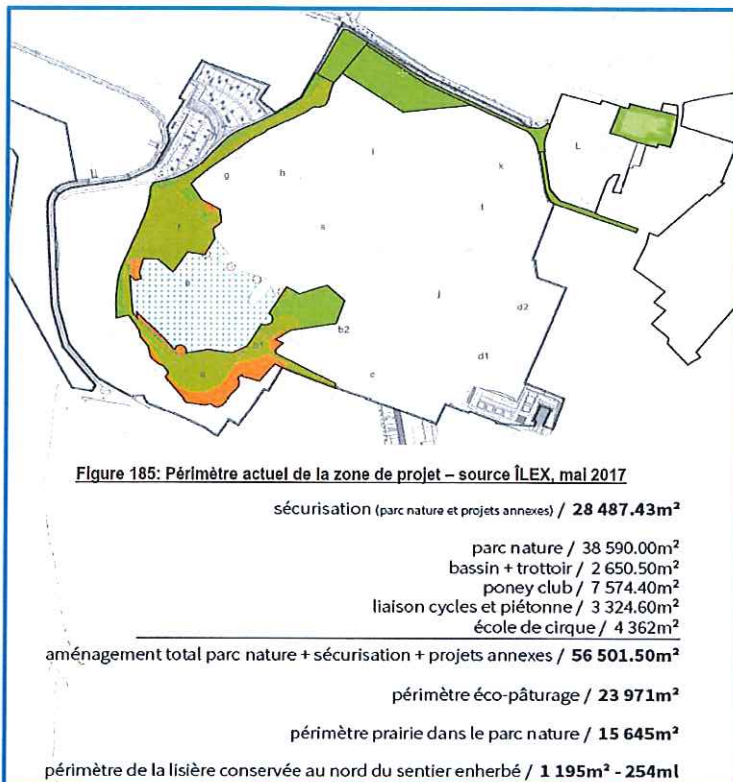 i
k
L
g
h
f
s
t
e
j
d2
b1
b2
a
c
d1
Figure 185: Périmètre actuel de la zone de projet – source ÎLEX, mai 2017
sécurisation (parc nature et projets annexes) / 28 487.43m²
parc nature / 38 590.00m²
bassin + trottoir / 2 650.50m²
poney club / 7 574.40m²
liaison cycles et piétonne / 3 324.60m²
école de cirque / 4 362m²
aménagement total parc nature + sécurisation + projets annexes / 56 501.50m²
périmètre éco-pâturage / 23 971m²
périmètre prairie dans le parc nature / 15 645m²
périmètre de la lisière conservée au nord du sentier enherbé / 1 195m² - 254ml